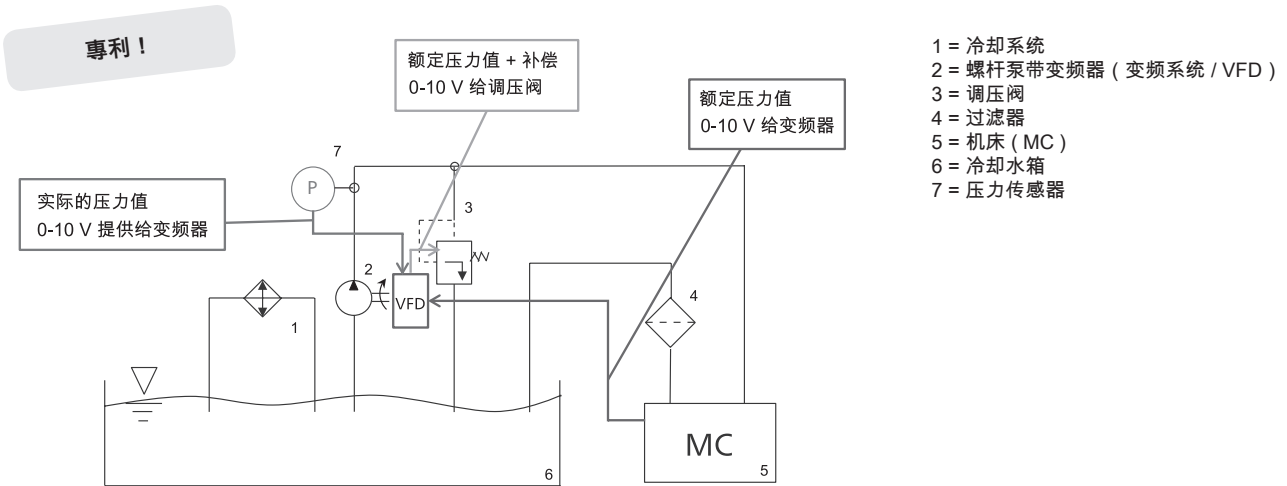 專利！
额定压力值 + 补偿
0-10 V 给调压阀
额定压力值
0-10 V 给变频器
实际的压力值
0-10 V 提供给变频器
7
P
3
2
VFD
1
4
MC
5
6
1 = 冷却系统
2 = 螺杆泵带变频器 ( 变频系统 / VFD )
3 = 调压阀
4 = 过滤器
5 = 机床 ( MC )
6 = 冷却水箱
7 = 压力传感器